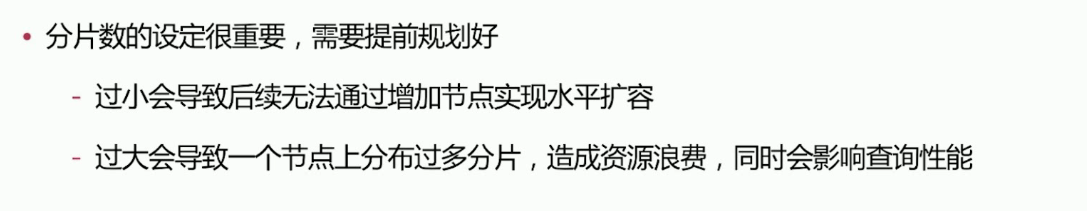 • 分片数的设定很重要，需要提前规划好
- 过小会导致后续无法通过增加节点实现水平扩容
- 过大会导致一个节点上分布过多分片，造成资源浪费，同时会影响查询性能